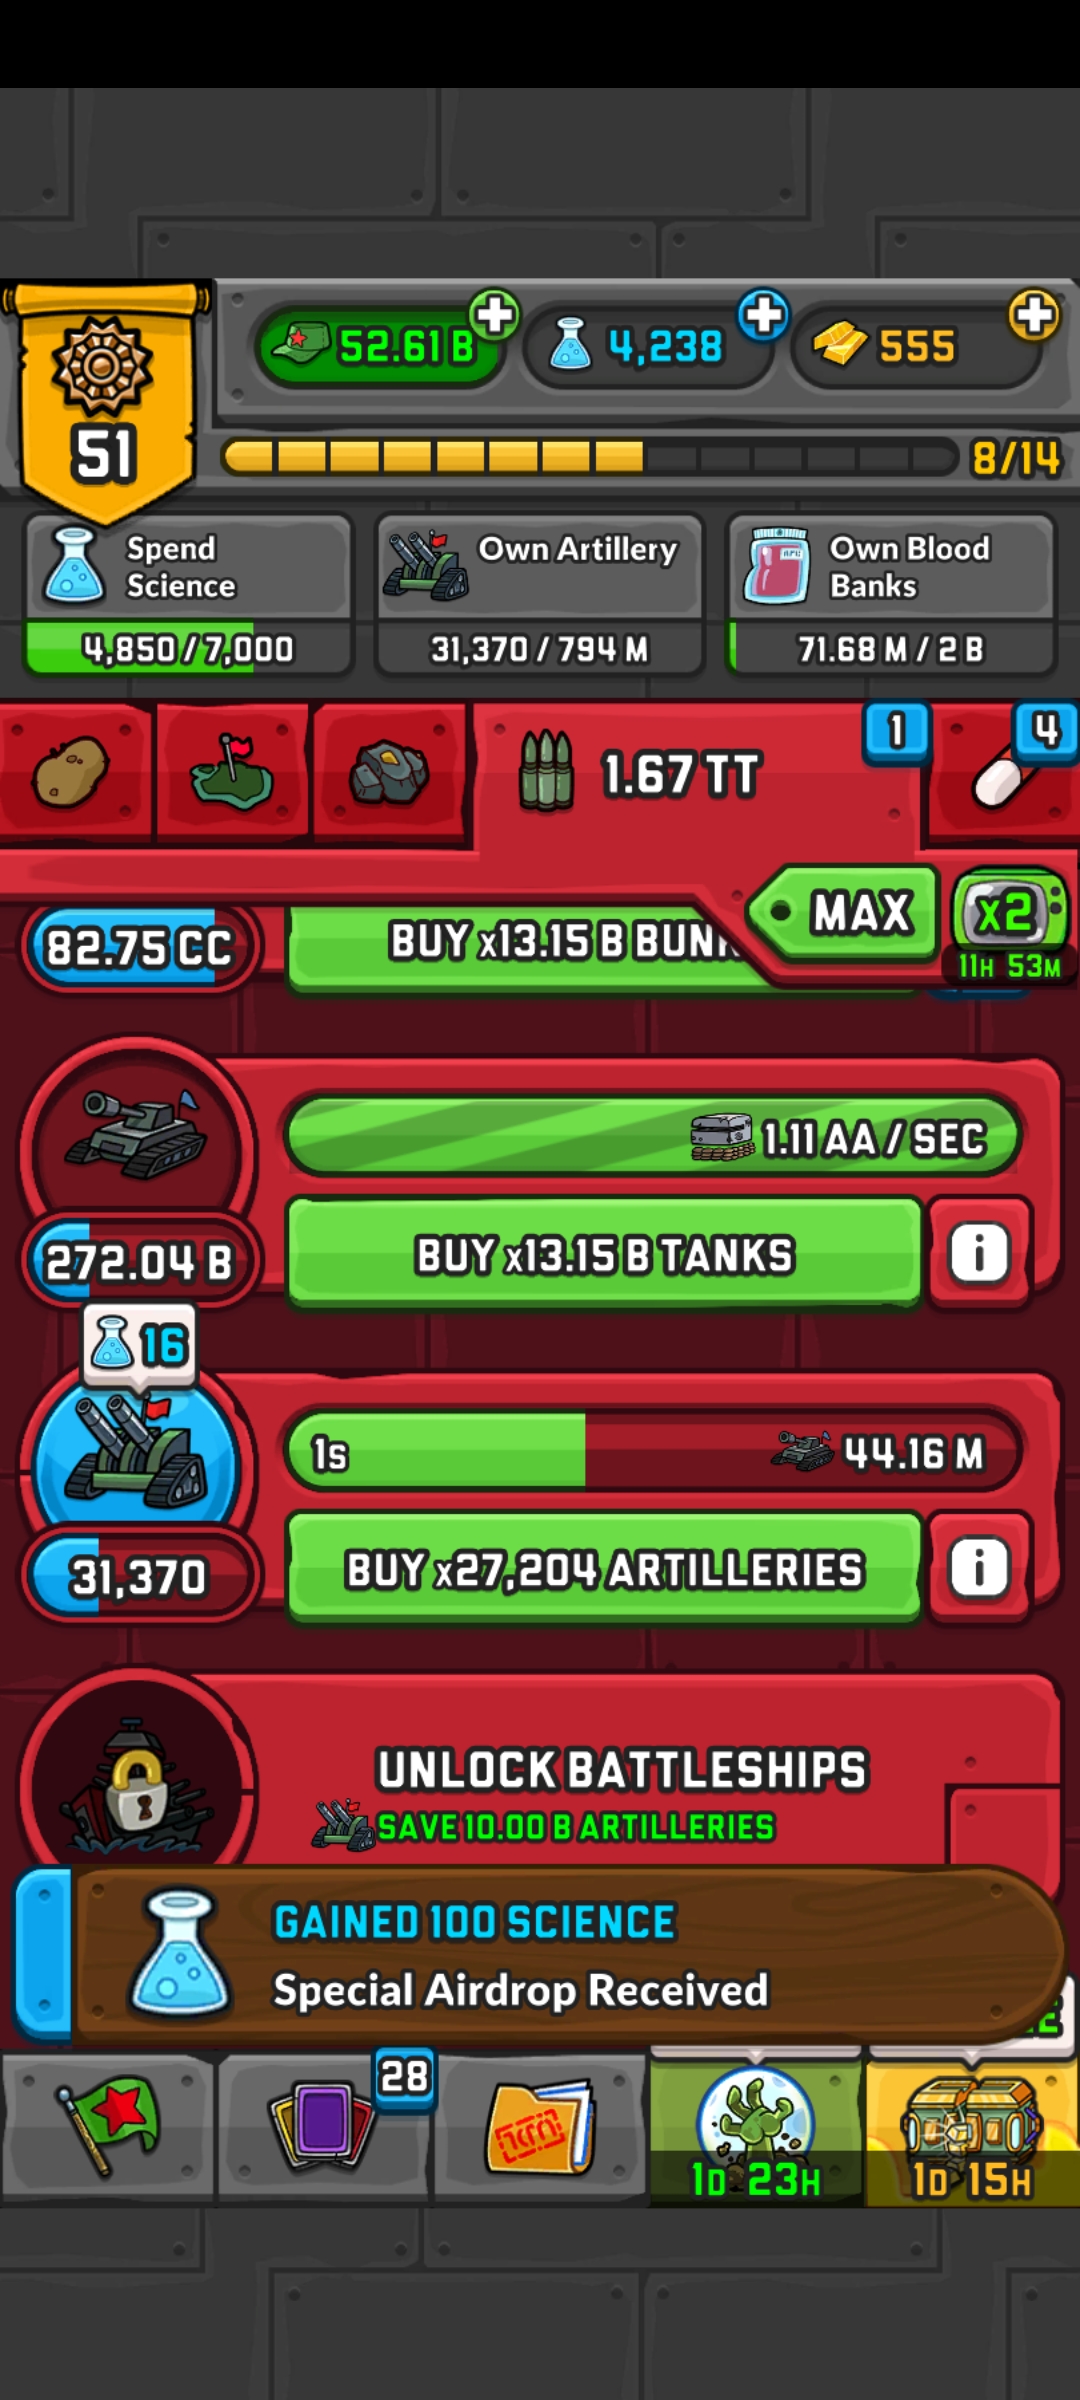 52.61 B
4,238
555
51
8/14
Spend
Science
4,850 / 7,000
Own Artillery
31,370 / 794 M
Own Blood
Banks
71.68 M / 2 B
1.67 TT
1
4
MAX
x2
11H 53M
82.75 CC
BUY x13.15 B BUN
1.11 AA / SEC
272.04 B
BUY x13.15 B TANKS
i
16
1s
44.16 M
31,370
BUY x27,204 ARTILLERIES
i
UNLOCK BATTLESHIPS
SAVE 10.00 B ARTILLERIES
GAINED 100 SCIENCE
Special Airdrop Received
28
1D 23H
1D 15H